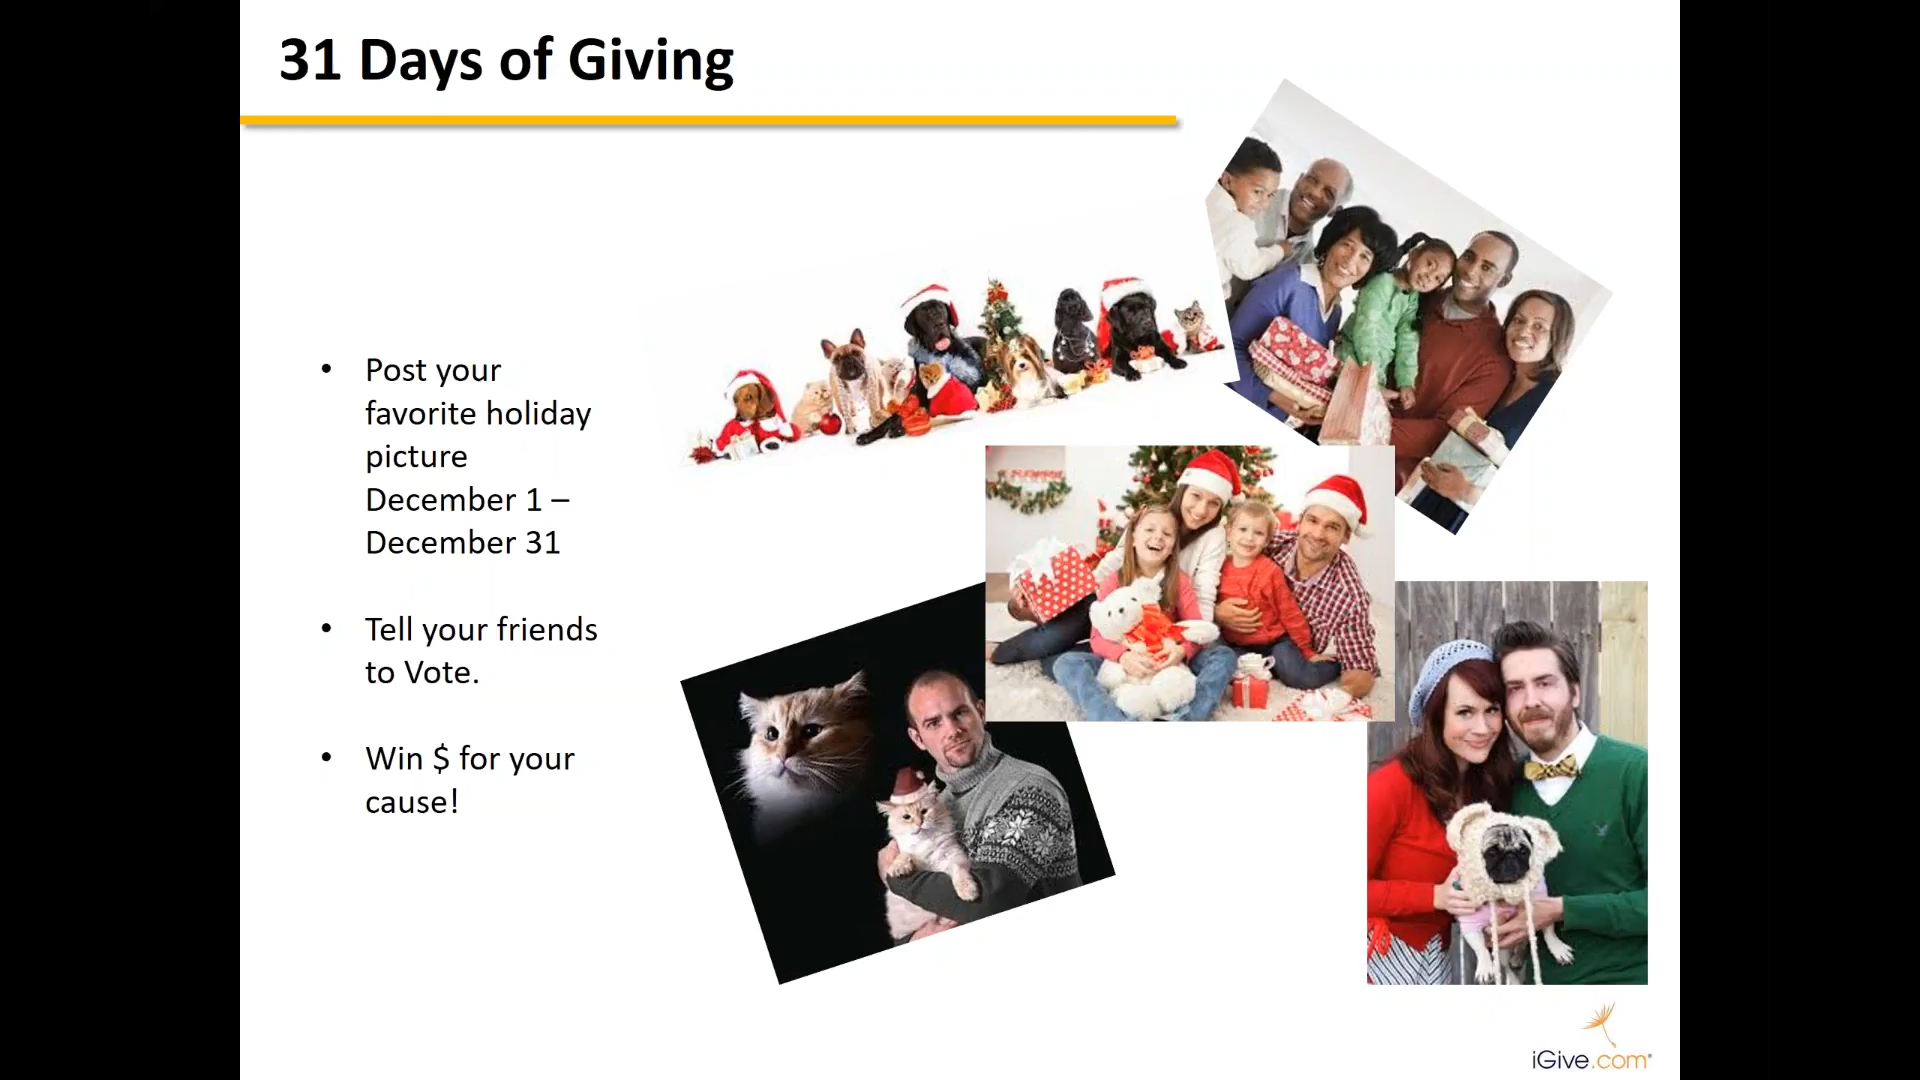 31 Days of Giving
• Post your
favorite holiday
picture
December 1 –
December 31
• Tell your friends
to Vote.
• Win $ for your
cause!
iGive.com®